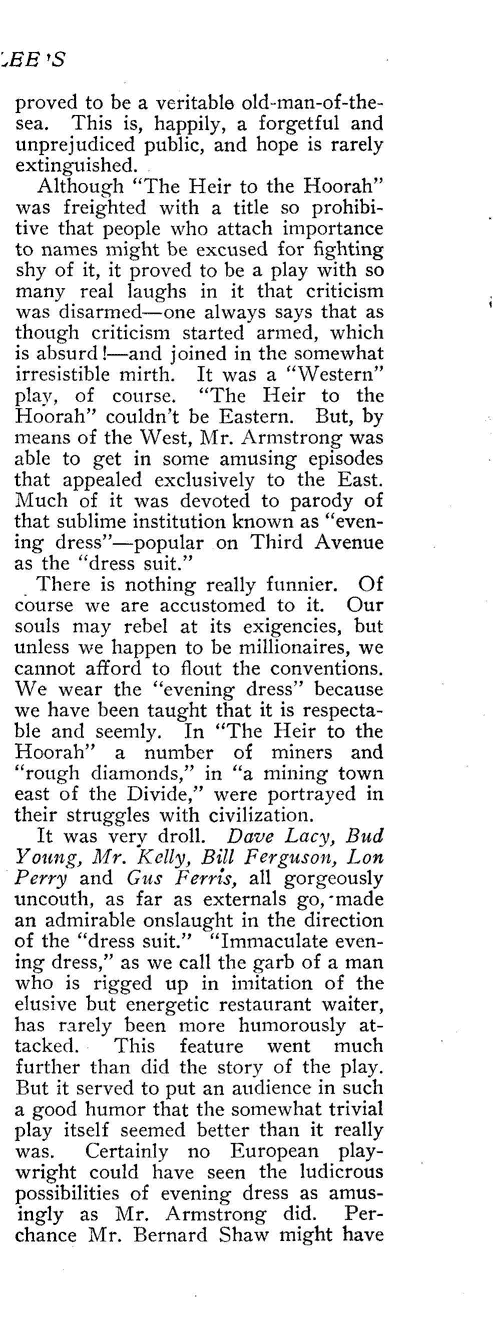 LEE'S
proved to be a veritable old-man-of-the-
sea. This is, happily, a forgetful and
unprejudiced public, and hope is rarely
extinguished.
Although "The Heir to the Hoorah"
was freighted with a title so prohibi-
tive that people who attach importance
to names might be excused for fighting
shy of it, it proved to be a play with so
many real laughs in it that criticism
was disarmed—one always says that as
though criticism started armed, which
is absurd!—and joined in the somewhat
irresistible mirth. It was a "Western"
play, of course. "The Heir to the
Hoorah" couldn't be Eastern. But, by
means of the West, Mr. Armstrong was
able to get in some amusing episodes
that appealed exclusively to the East.
Much of it was devoted to parody of
that sublime institution known as "even-
ing dress"—popular on Third Avenue
as the "dress suit."
There is nothing really funnier. Of
course we are accustomed to it. Our
souls may rebel at its exigencies, but
unless we happen to be millionaires, we
cannot afford to flout the conventions.
We wear the "evening dress" because
we have been taught that it is respecta-
ble and seemly. In "The Heir to the
Hoorah" a number of miners and
"rough diamonds," in "a mining town
east of the Divide," were portrayed in
their struggles with civilization.
It was very droll. Dave Lacy, Bud
Young, Mr. Kelly, Bill Ferguson, Lon
Perry and Gus Ferris, all gorgeously
uncouth, as far as externals go, made
an admirable onslaught in the direction
of the "dress suit." "Immaculate even-
ing dress," as we call the garb of a man
who is rigged up in imitation of the
elusive but energetic restaurant waiter,
has rarely been more humorously at-
tacked. This feature went much
further than did the story of the play.
But it served to put an audience in such
a good humor that the somewhat trivial
play itself seemed better than it really
was. Certainly no European play-
wright could have seen the ludicrous
possibilities of evening dress as amus-
ingly as Mr. Armstrong did. Per-
chance Mr. Bernard Shaw might have